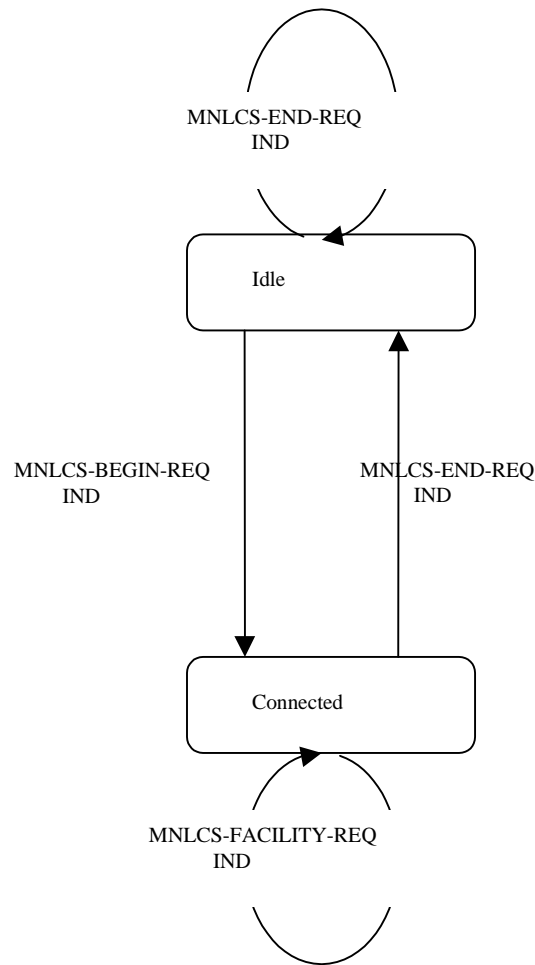 MNLCS-END-REQ
IND
Idle
MNLCS-BEGIN-REQ
IND
MNLCS-END-REQ
IND
Connected
MNLCS-FACILITY-REQ
IND